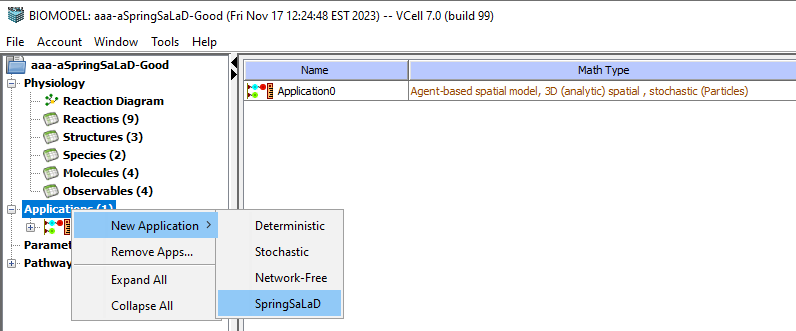 BIOMODEL: aaa-aSpringSaLaD-Good (Fri Nov 17 12:24:48 EST 2023) -- VCell 7.0 (build 99)
File Account Window Tools Help
aaa-aSpringSaLaD-Good
Physiology
Reaction Diagram
Reactions (9)
Structures (3)
Species (2)
Molecules (4)
Observables (4)
Applications (1)
Paramet
Pathway
Name Math Type
Application0 Agent-based spatial model, 3D (analytic) spatial , stochastic (Particles)
New Application >
Remove Apps...
Expand All
Collapse All
Deterministic
Stochastic
Network-Free
SpringSaLaD